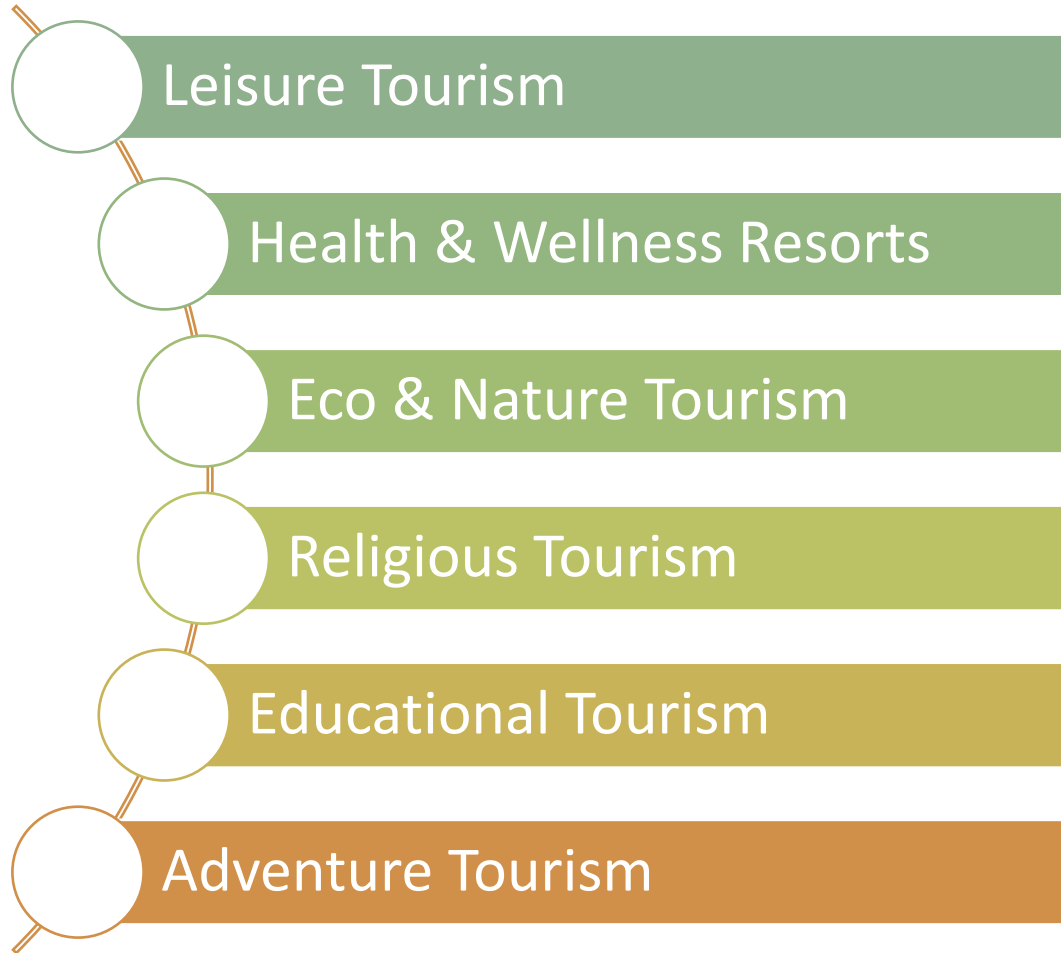 Leisure Tourism
Health & Wellness Resorts
Eco & Nature Tourism
Religious Tourism
Educational Tourism
Adventure Tourism